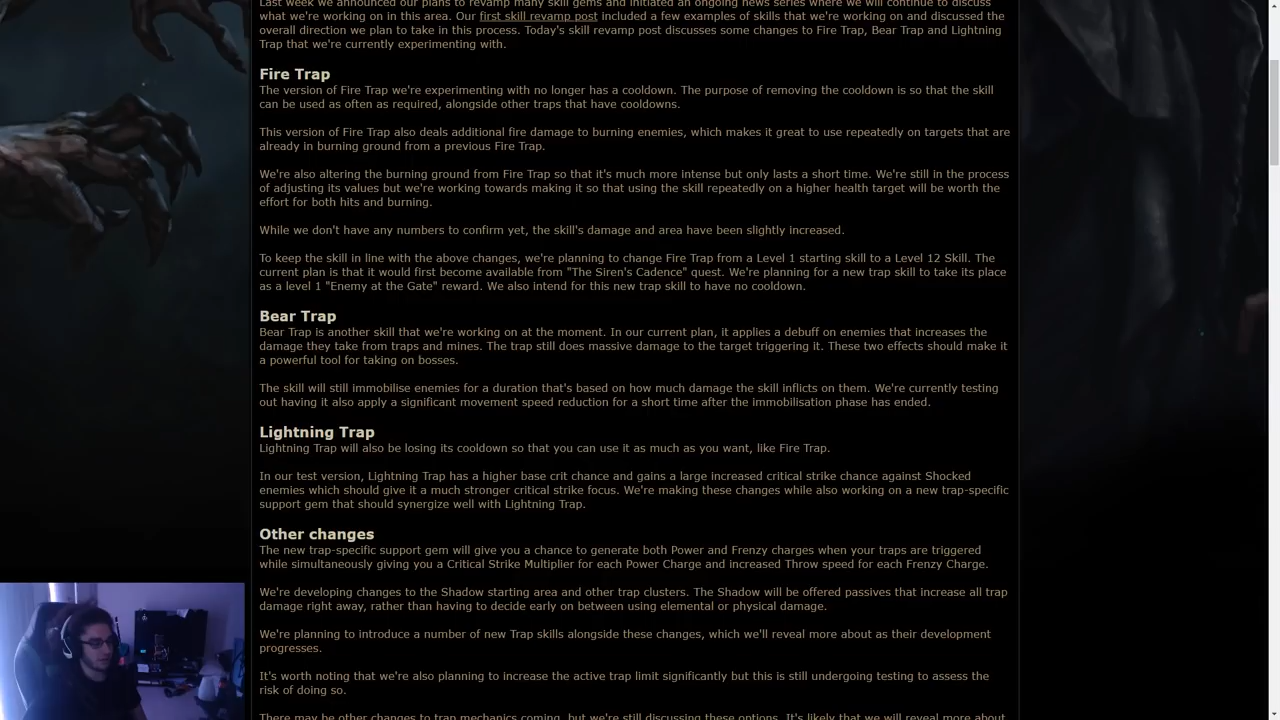 Last week we announced our plans to revamp many skill gems and initiated an ongoing news series where we will continue to discuss
what we're working on in this area. Our first skill revamp post included a few examples of skills that we're working on and discussed the
overall direction we plan to take in this process. Today's skill revamp post discusses some changes to Fire Trap, Bear Trap and Lightning
Trap that we're currently experimenting with.
Fire Trap
The version of Fire Trap we're experimenting with no longer has a cooldown. The purpose of removing the cooldown is so that the skill
can be used as often as required, alongside other traps that have cooldowns.
This version of Fire Trap also deals additional fire damage to burning enemies, which makes it great to use repeatedly on targets that are
already in burning ground from a previous Fire Trap.
We're also altering the burning ground from Fire Trap so that it's much more intense but only lasts a short time. We're still in the process
of adjusting its values but we're working towards making it so that using the skill repeatedly on a higher health target will be worth the
effort for both hits and burning.
While we don't have any numbers to confirm yet, the skill's damage and area have been slightly increased.
To keep the skill in line with the above changes, we're planning to change Fire Trap from a Level 1 starting skill to a Level 12 Skill. The
current plan is that it would first become available from "The Siren's Cadence" quest. We're planning for a new trap skill to take its place
as a level 1 "Enemy at the Gate" reward. We also intend for this new trap skill to have no cooldown.
Bear Trap
Bear Trap is another skill that we're working on at the moment. In our current plan, it applies a debuff on enemies that increases the
damage they take from traps and mines. The trap still does massive damage to the target triggering it. These two effects should make it
a powerful tool for taking on bosses.
The skill will still immobilise enemies for a duration that's based on how much damage the skill inflicts on them. We're currently testing
out having it also apply a significant movement speed reduction for a short time after the immobilisation phase has ended.
Lightning Trap
Lightning Trap will also be losing its cooldown so that you can use it as much as you want, like Fire Trap.
In our test version, Lightning Trap has a higher base crit chance and gains a large increased critical strike chance against Shocked
enemies which should give it a much stronger critical strike focus. We're making these changes while also working on a new trap-specific
support gem that should synergize well with Lightning Trap.
Other changes
The new trap-specific support gem will give you a chance to generate both Power and Frenzy charges when your traps are triggered
while simultaneously giving you a Critical Strike Multiplier for each Power Charge and increased Throw speed for each Frenzy Charge.
We're developing changes to the Shadow starting area and other trap clusters. The Shadow will be offered passives that increase all trap
damage right away, rather than having to decide early on between using elemental or physical damage.
We're planning to introduce a number of new Trap skills alongside these changes, which we'll reveal more about as their development
progresses.
It's worth noting that we're also planning to increase the active trap limit significantly but this is still undergoing testing to assess the
risk of doing so.
There may be other changes to trap mechanics coming, but we're still discussing these options. It's likely that we will reveal more about